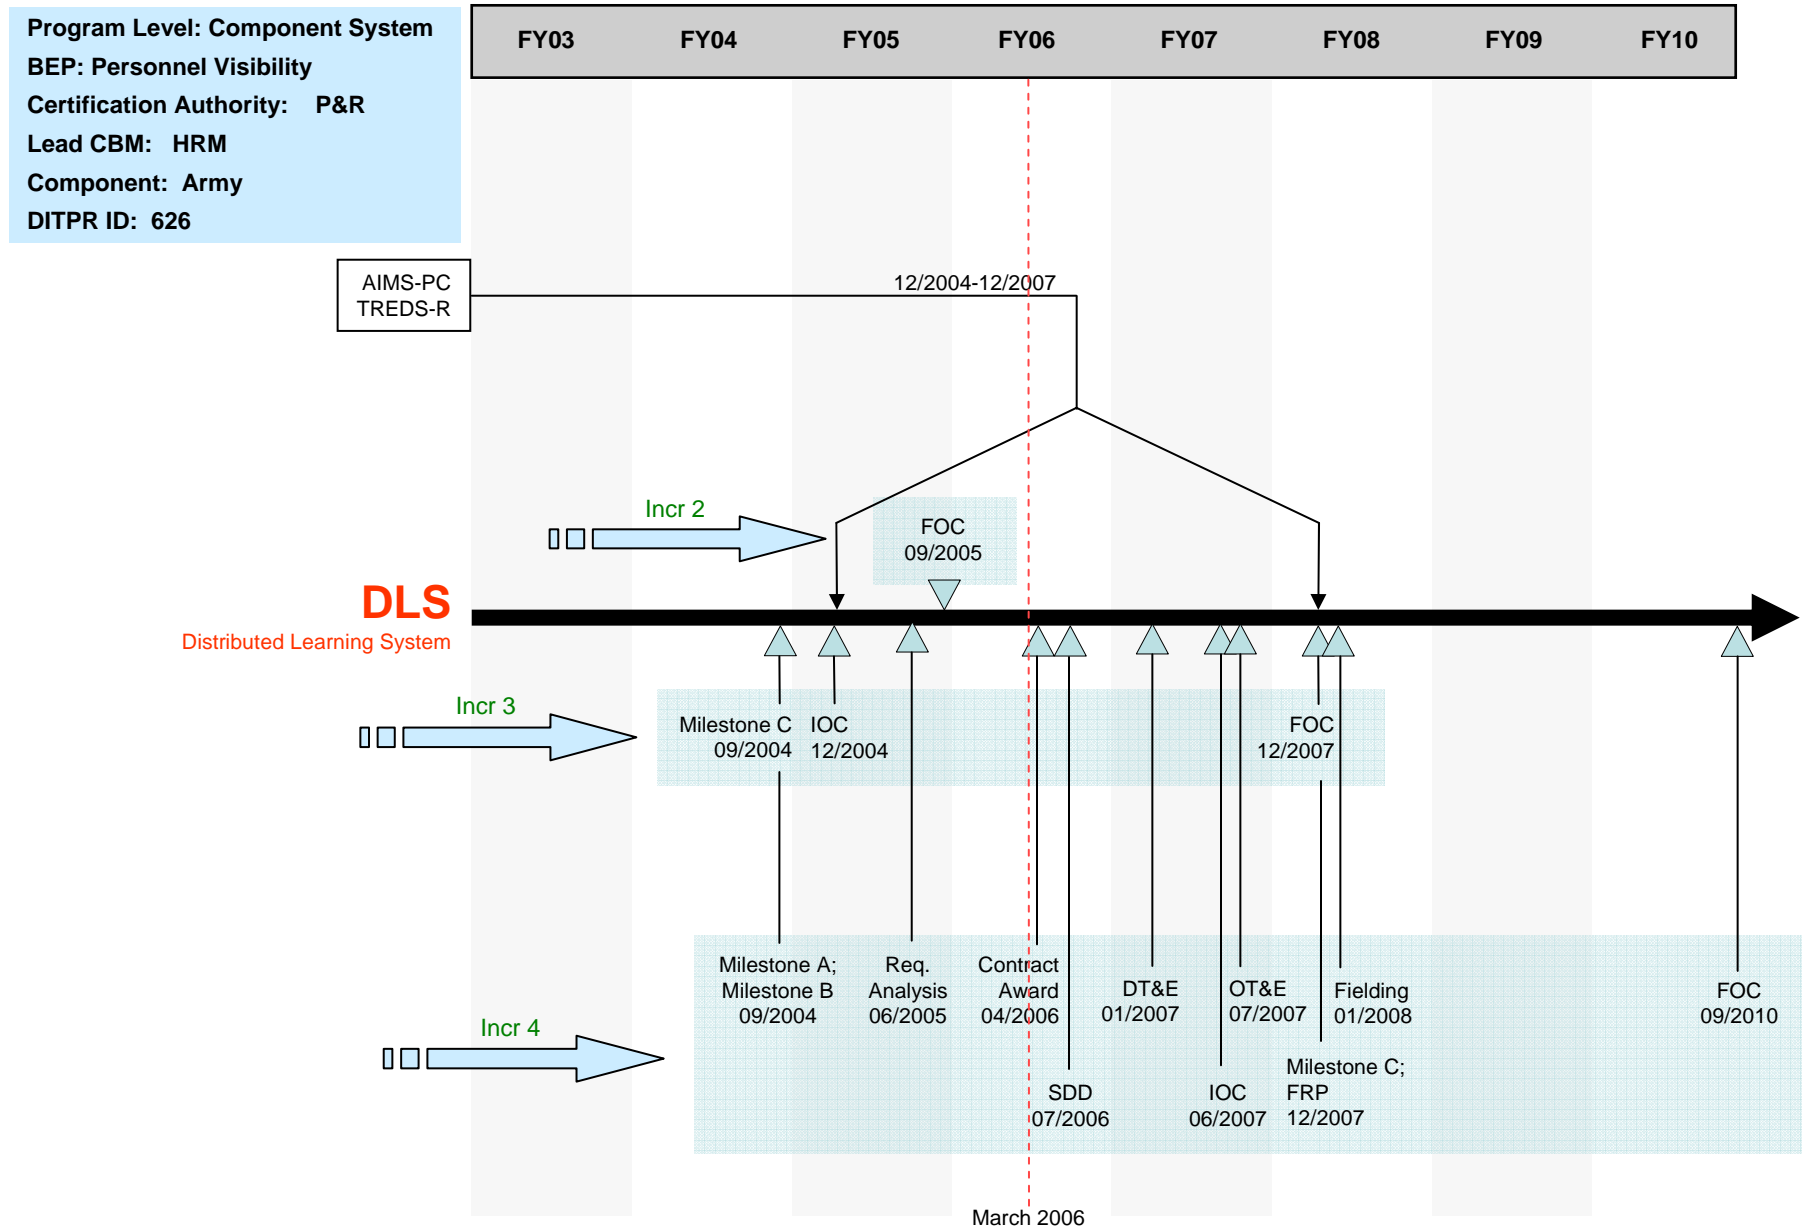 Program Level: Component System
BEP: Personnel Visibility
Certification Authority: P&R
Lead CBM: HRM
Component: Army
DITPR ID: 626
FY03 FY04 FY05 FY06 FY07 FY08 FY09 FY10
AIMS-PC
TREDS-R
12/2004-12/2007
Incr 2
FOC
09/2005
DLS
Distributed Learning System
Incr 3
Milestone C
09/2004
IOC
12/2004
FOC
12/2007
Incr 4
Milestone A;
Milestone B
09/2004
Req.
Analysis
06/2005
Contract
Award
04/2006
SDD
07/2006
DT&E
01/2007
IOC
06/2007
OT&E
07/2007
Milestone C;
FRP
12/2007
Fielding
01/2008
FOC
09/2010
March 2006